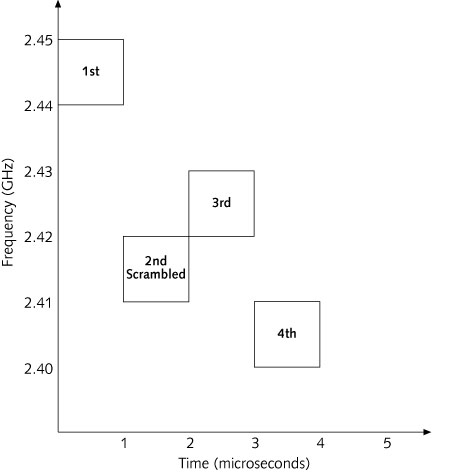 2.45
1st
2.44
2.43
3rd
2.42
2nd
Scrambled
2.41
4th
2.40
Frequency (GHz)
1 2 3 4 5
Time (microseconds)